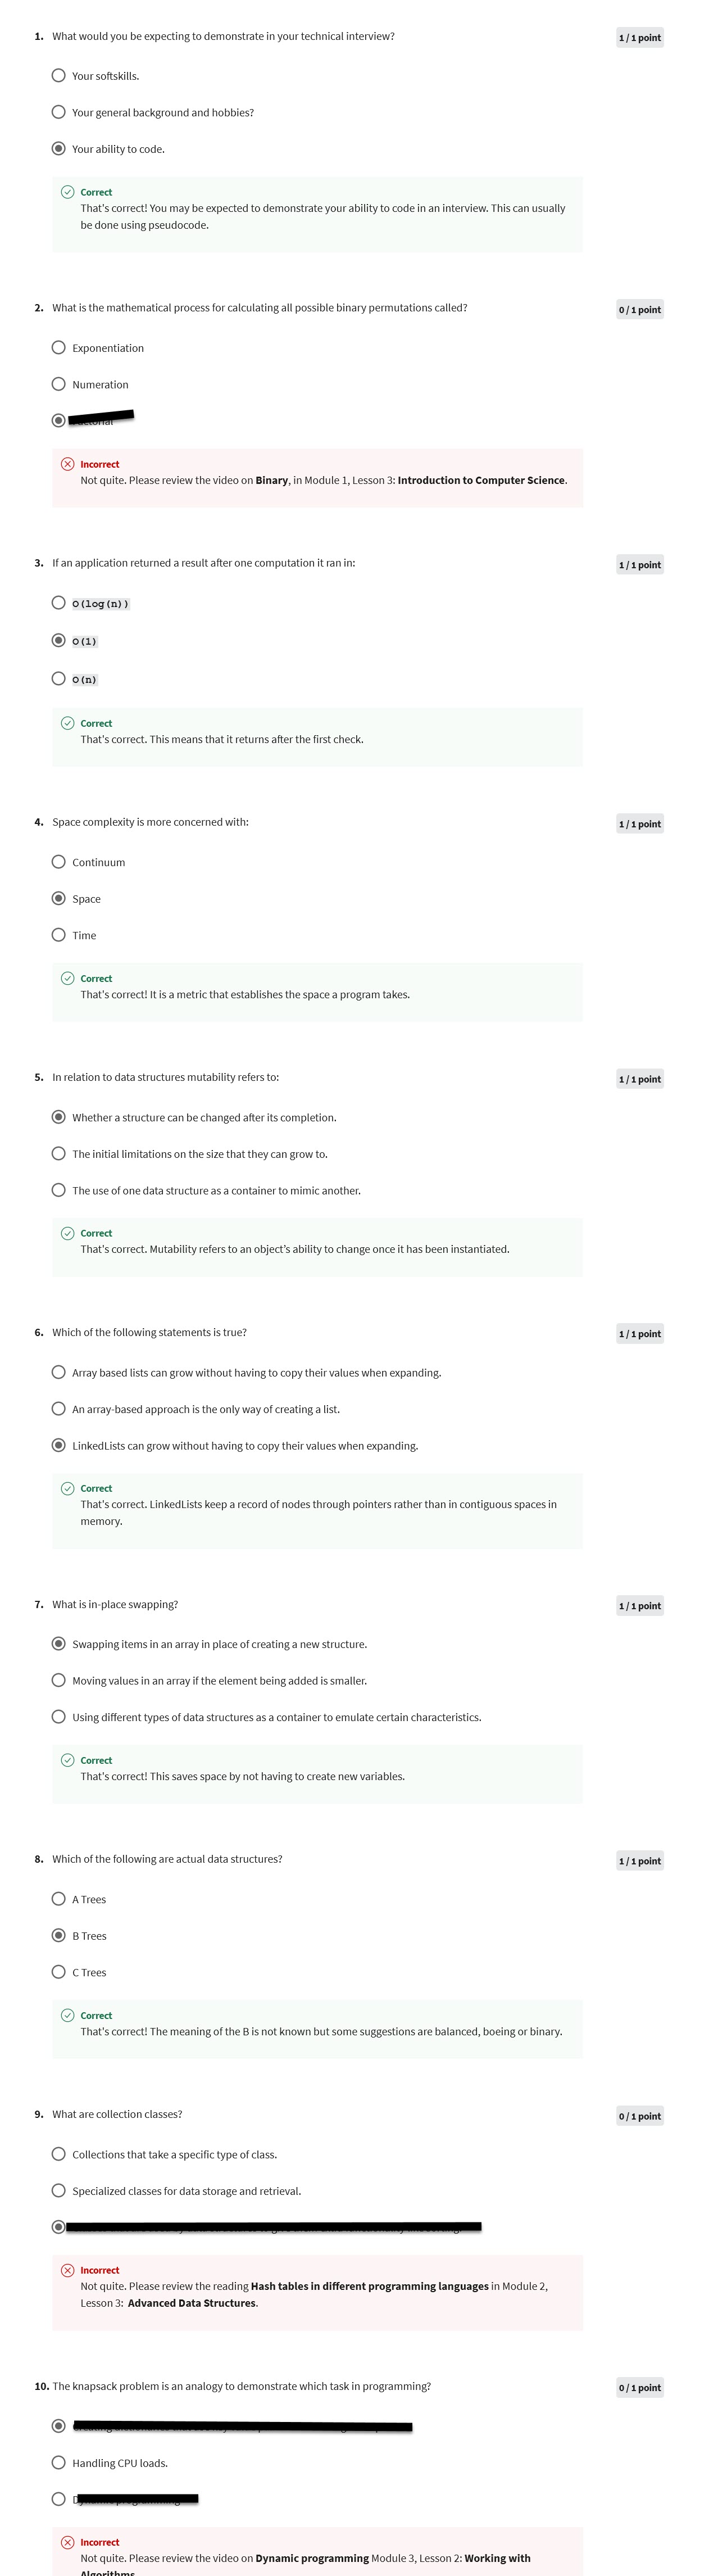 1. What would you be expecting to demonstrate in your technical interview?
1 / 1 point
Your softskills.
Your general background and hobbies?
Your ability to code.
Correct
That's correct! You may be expected to demonstrate your ability to code in an interview. This can usually
be done using pseudocode.
2. What is the mathematical process for calculating all possible binary permutations called?
0 / 1 point
Exponentiation
Numeration
Incorrect
Not quite. Please review the video on Binary, in Module 1, Lesson 3: Introduction to Computer Science.
3. If an application returned a result after one computation it ran in:
1 / 1 point
O(log(n))
O(1)
O(n)
Correct
That's correct. This means that it returns after the first check.
4. Space complexity is more concerned with:
1 / 1 point
Continuum
Space
Time
Correct
That's correct! It is a metric that establishes the space a program takes.
5. In relation to data structures mutability refers to:
1 / 1 point
Whether a structure can be changed after its completion.
The initial limitations on the size that they can grow to.
The use of one data structure as a container to mimic another.
Correct
That's correct. Mutability refers to an object's ability to change once it has been instantiated.
6. Which of the following statements is true?
1 / 1 point
Array based lists can grow without having to copy their values when expanding.
An array-based approach is the only way of creating a list.
LinkedLists can grow without having to copy their values when expanding.
Correct
That's correct. LinkedLists keep a record of nodes through pointers rather than in contiguous spaces in
memory.
7. What is in-place swapping?
1 / 1 point
Swapping items in an array in place of creating a new structure.
Moving values in an array if the element being added is smaller.
Using different types of data structures as a container to emulate certain characteristics.
Correct
That's correct! This saves space by not having to create new variables.
8. Which of the following are actual data structures?
1 / 1 point
A Trees
B Trees
C Trees
Correct
That's correct! The meaning of the B is not known but some suggestions are balanced, boeing or binary.
9. What are collection classes?
0 / 1 point
Collections that take a specific type of class.
Specialized classes for data storage and retrieval.
Incorrect
Not quite. Please review the reading Hash tables in different programming languages in Module 2,
Lesson 3: Advanced Data Structures.
10. The knapsack problem is an analogy to demonstrate which task in programming?
0 / 1 point
Handling CPU loads.
Incorrect
Not quite. Please review the video on Dynamic programming Module 3, Lesson 2: Working with
Algorithms